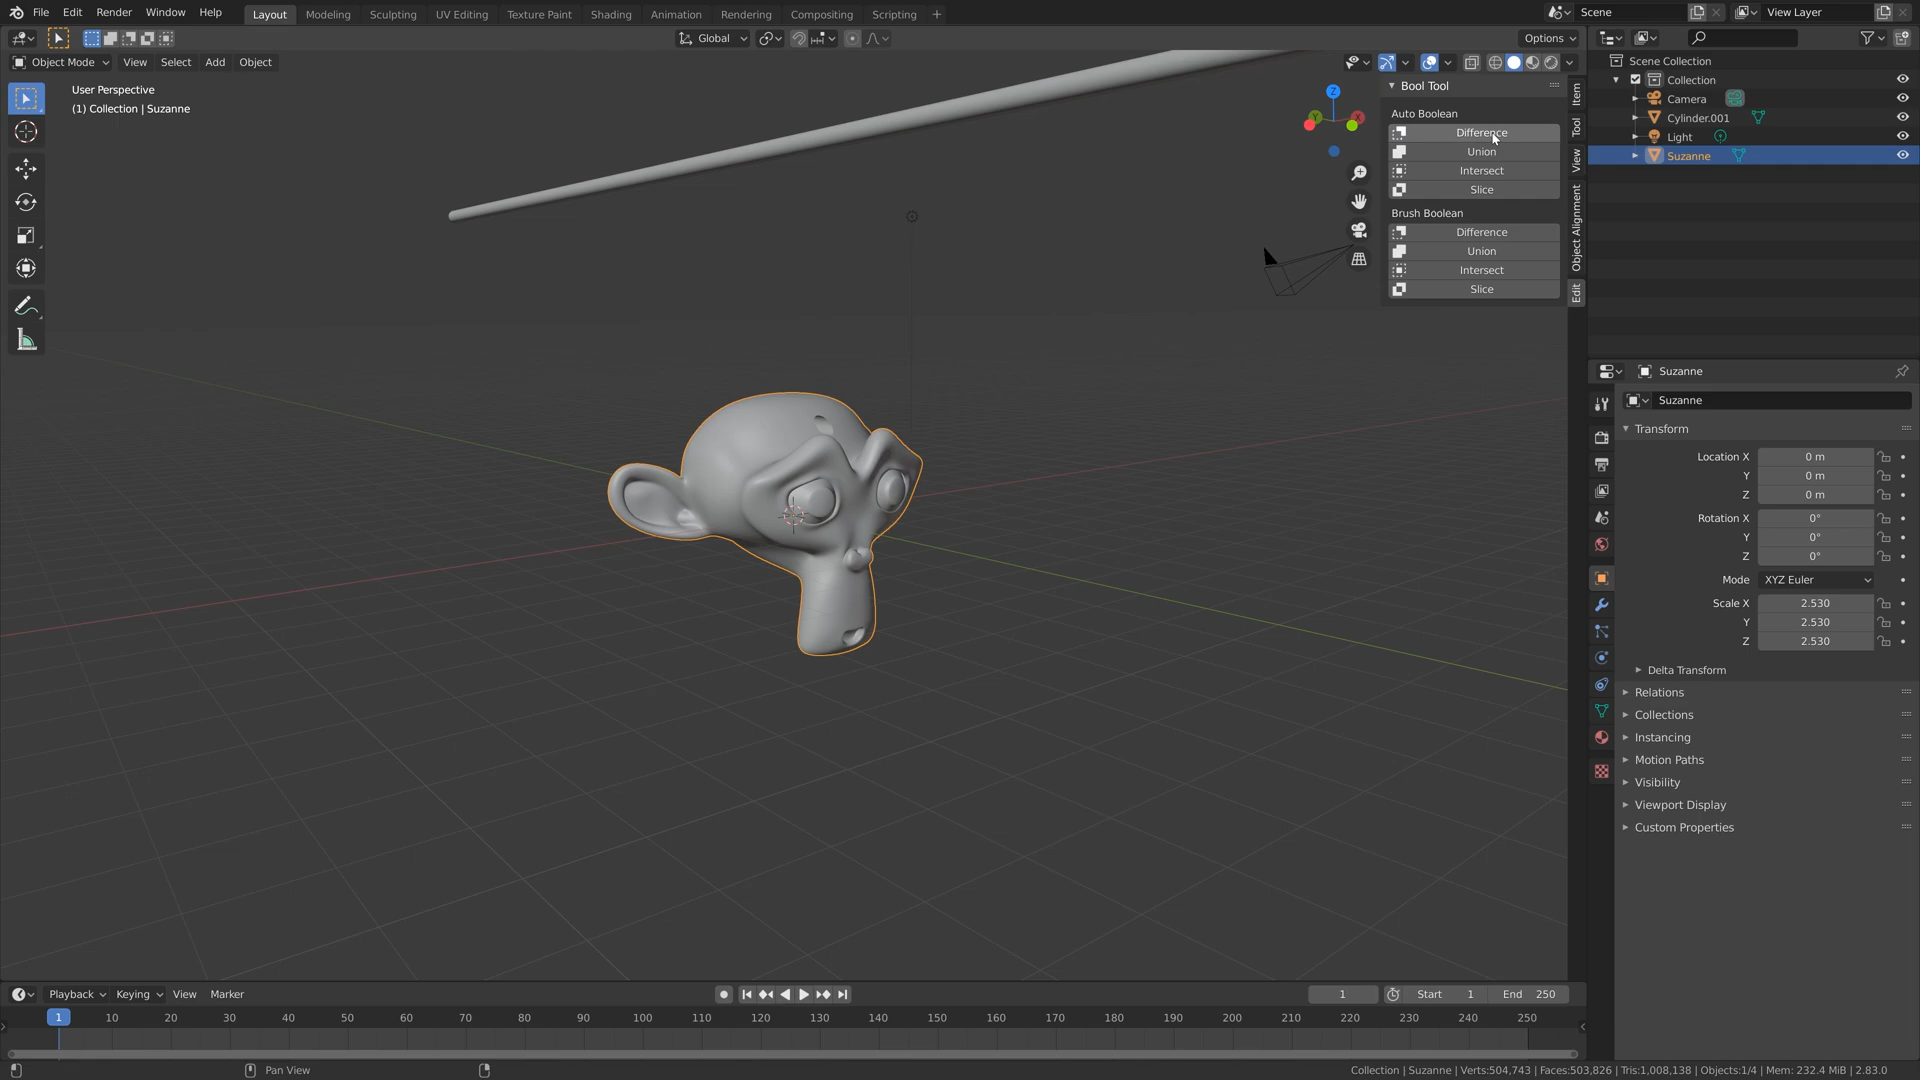 File Edit Render Window Help Layout Modeling Sculpting UV Editing Texture Paint Shading Animation Rendering Compositing Scripting + Scene View Layer
Global Options
Object Mode View Select Add Object
User Perspective
(1) Collection | Suzanne
Bool Tool
Auto Boolean
Difference
Union
Intersect
Slice
Brush Boolean
Difference
Union
Intersect
Slice
Item
Tool
View
Object Alignment
Edit
Z
Y
X
Scene Collection
Collection
Camera
Cylinder.001
Light
Suzanne
Suzanne
Suzanne
Transform
Location X 0 m
Y 0 m
Z 0 m
Rotation X 0°
Y 0°
Z 0°
Mode XYZ Euler
Scale X 2.530
Y 2.530
Z 2.530
Delta Transform
Relations
Collections
Instancing
Motion Paths
Visibility
Viewport Display
Custom Properties
Playback Keying View Marker 1 Start 1 End 250
1 10 20 30 40 50 60 70 80 90 100 110 120 130 140 150 160 170 180 190 200 210 220 230 240 250
Pan View Collection | Suzanne | Verts:504,743 | Faces:503,826 | Tris:1,008,138 | Objects:1/4 | Mem: 232.4 MiB | 2.83.0